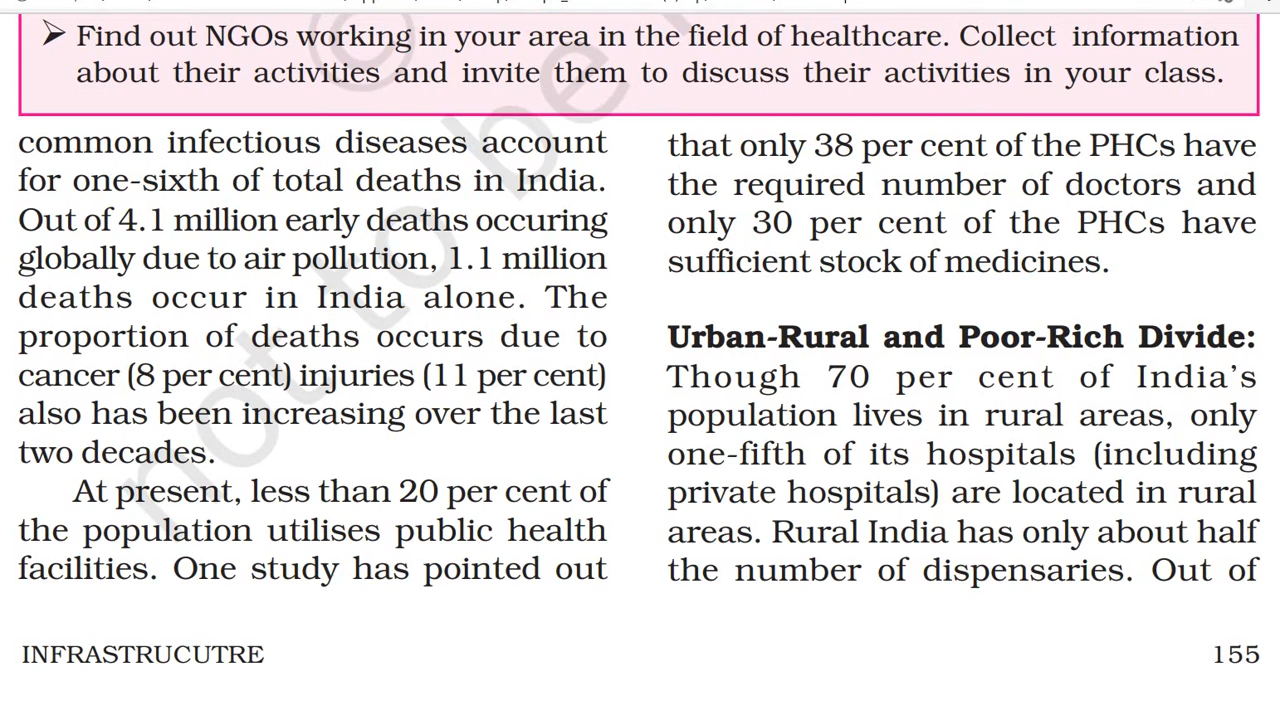 ➤ Find out NGOs working in your area in the field of healthcare. Collect information
about their activities and invite them to discuss their activities in your class.
common infectious diseases account
for one-sixth of total deaths in India.
Out of 4.1 million early deaths occuring
globally due to air pollution, 1.1 million
deaths occur in India alone. The
proportion of deaths occurs due to
cancer (8 per cent) injuries (11 per cent)
also has been increasing over the last
two decades.
At present, less than 20 per cent of
the population utilises public health
facilities. One study has pointed out
that only 38 per cent of the PHCs have
the required number of doctors and
only 30 per cent of the PHCs have
sufficient stock of medicines.
Urban-Rural and Poor-Rich Divide:
Though 70 per cent of India's
population lives in rural areas, only
one-fifth of its hospitals (including
private hospitals) are located in rural
areas. Rural India has only about half
the number of dispensaries. Out of
INFRASTRUCUTRE
155
not to be
©